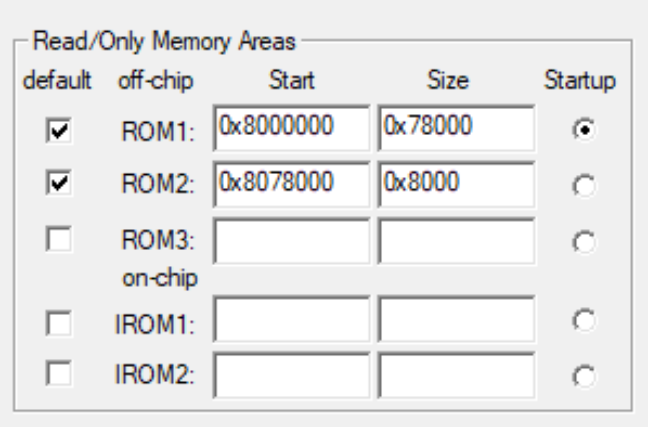 Read/Only Memory Areas
default off-chip Start Size Startup
ROM1: 0x8000000 0x78000
ROM2: 0x8078000 0x8000
ROM3:
on-chip
IROM1:
IROM2: